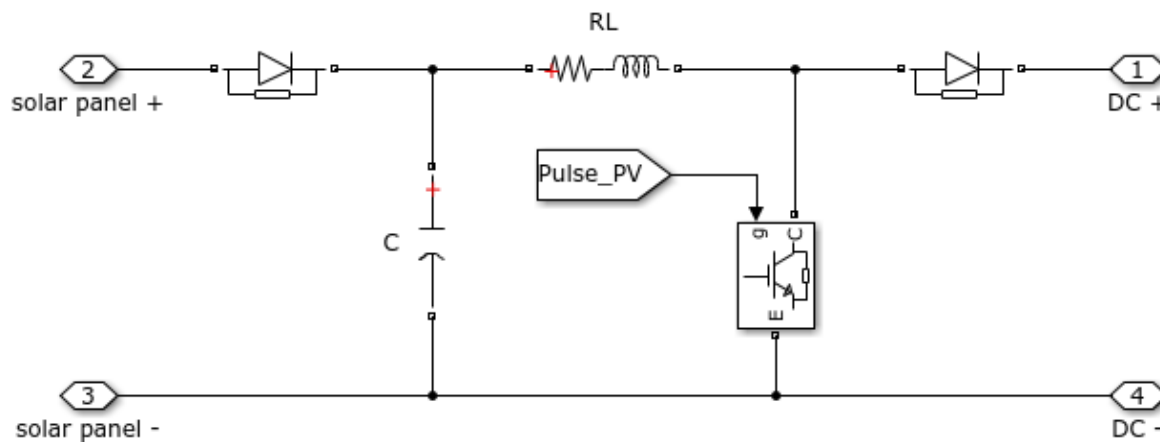 RL
2
1
solar panel +
DC +
Pulse_PV
g
C
C
E
3
4
solar panel -
DC -